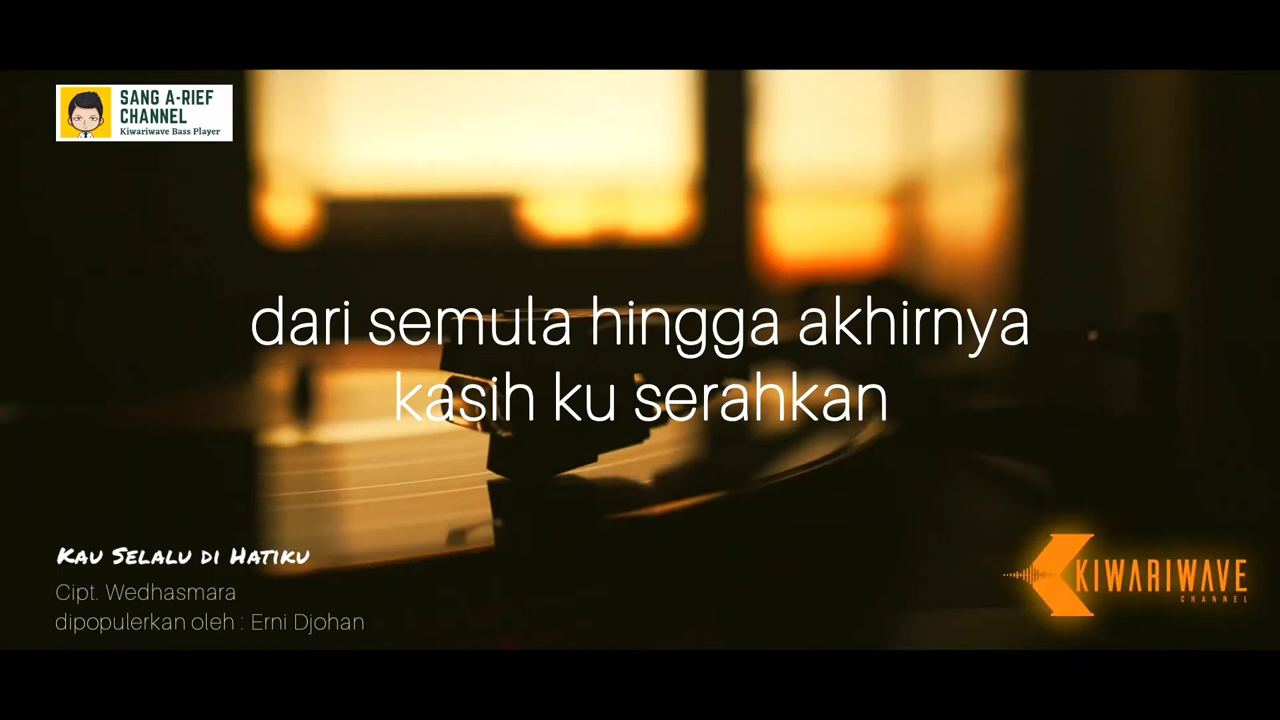 SANG A-RIEF
CHANNEL
Kiwariwave Bass Player
dari semula hingga akhirnya
kasih ku serahkan
Kau Selalu di Hatiku
Cipt. Wedhasmara
dipopulerkan oleh : Erni Djohan
KIWARIWAVE
CHANNEL